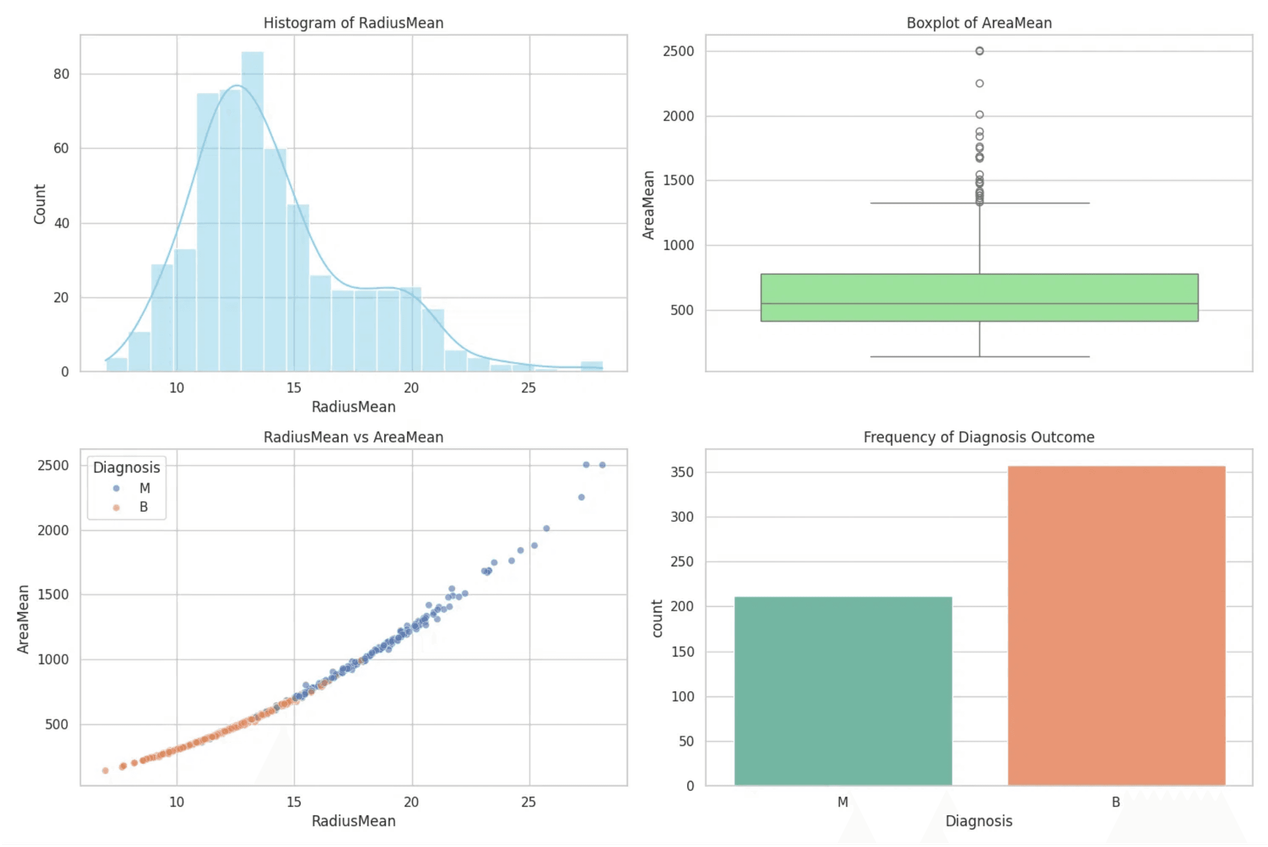 Histogram of RadiusMean
80
60
40
20
0
Count
10 15 20 25
RadiusMean
Boxplot of AreaMean
2500
2000
1500
1000
500
AreaMean
RadiusMean vs AreaMean
Diagnosis
M
B
2500
2000
1500
1000
500
AreaMean
10 15 20 25
RadiusMean
Frequency of Diagnosis Outcome
350
300
250
200
150
100
50
0
count
M B
Diagnosis